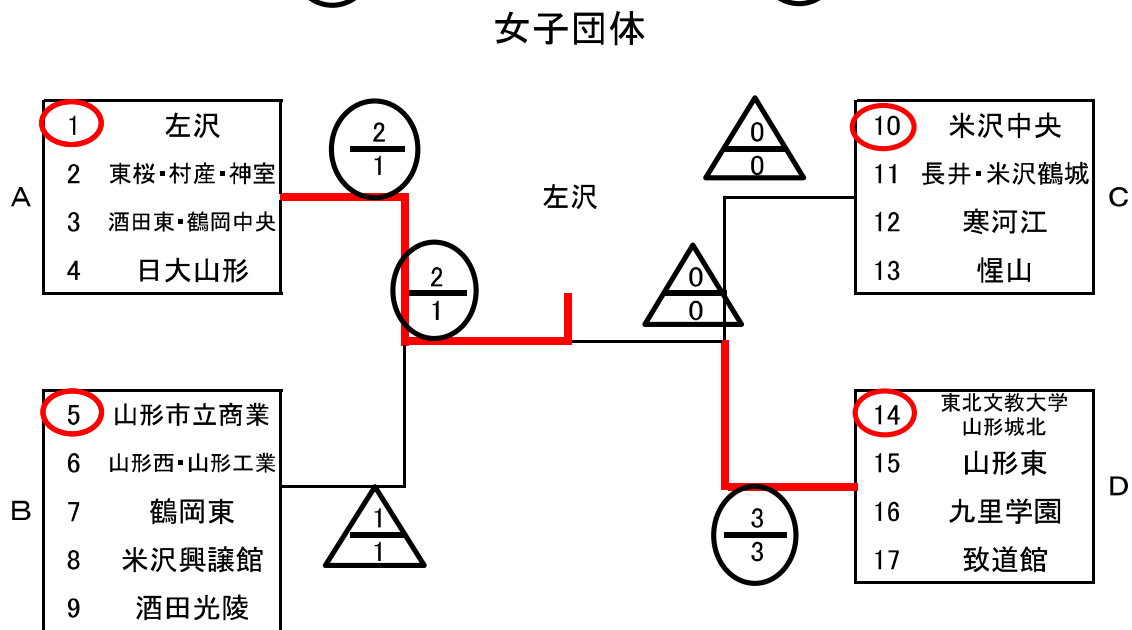 女子団体
A
1 左沢
2 東桜・村産・神室
3 酒田東・鶴岡中央
4 日大山形
2
1
2
1
左沢
0
0
0
0
10 米沢中央
11 長井・米沢鶴城
12 寒河江
13 惺山
C
B
5 山形市立商業
6 山形西・山形工業
7 鶴岡東
8 米沢興譲館
9 酒田光陵
1
1
3
3
14 東北文教大学
山形城北
15 山形東
16 九里学園
17 致道館
D